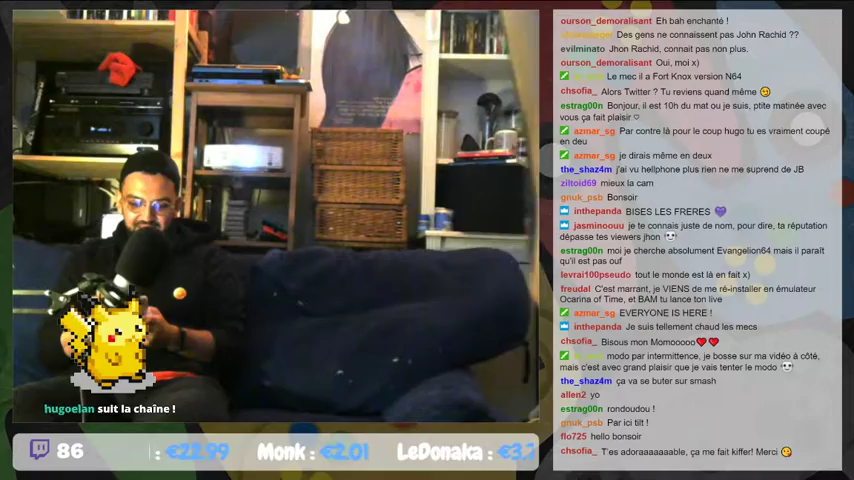 ourson_demoralisant Eh bah enchanté !
Des gens ne connaissent pas John Rachid ??
evilminato Jhon Rachid, connait pas non plus.
ourson_demoralisant Oui, moi x)
Le mec il a Fort Knox version N64
chsofia_ Alors Twitter ? Tu reviens quand même 😊
estrag00n Bonjour, il est 10h du mat ou je suis, ptite matinée avec
vous ça fait plaisir ♡
azmar_sg Par contre là pour le coup hugo tu es vraiment coupé
en deu
azmar_sg je dirais même en deux
the_shaz4m j'ai vu hellphone plus rien ne me suprend de JB
ziltoid69 mieux la cam
gnuk_psb Bonsoir
inthepanda BISES LES FRERES 💜
jasminoouu je te connais juste de nom, pour dire, ta réputation
dépasse tes viewers jhon 💀
estrag00n moi je cherche absolument Evangelion64 mais il paraît
qu'il est pas ouf
levrai100pseudo tout le monde est là en fait x)
freudal C'est marrant, je VIENS de me ré-installer en émulateur
Ocarina of Time, et BAM tu lance ton live
azmar_sg EVERYONE IS HERE !
inthepanda Je suis tellement chaud les mecs
chsofia_ Bisous mon Momooooo❤❤
modo par intermittence, je bosse sur ma vidéo à côté,
mais c'est avec grand plaisir que je vais tenter le modo 💀
the_shaz4m ça va se buter sur smash
allen2 yo
estrag00n rondoudou !
gnuk_psb Par ici tilt !
flo725 hello bonsoir
chsofia_ T'es adoraaaaaaable, ça me fait kiffer! Merci 😘
hugoelan suit la chaîne !
86 : €22.99 Monk : €2.01 LeDonaka : €3.